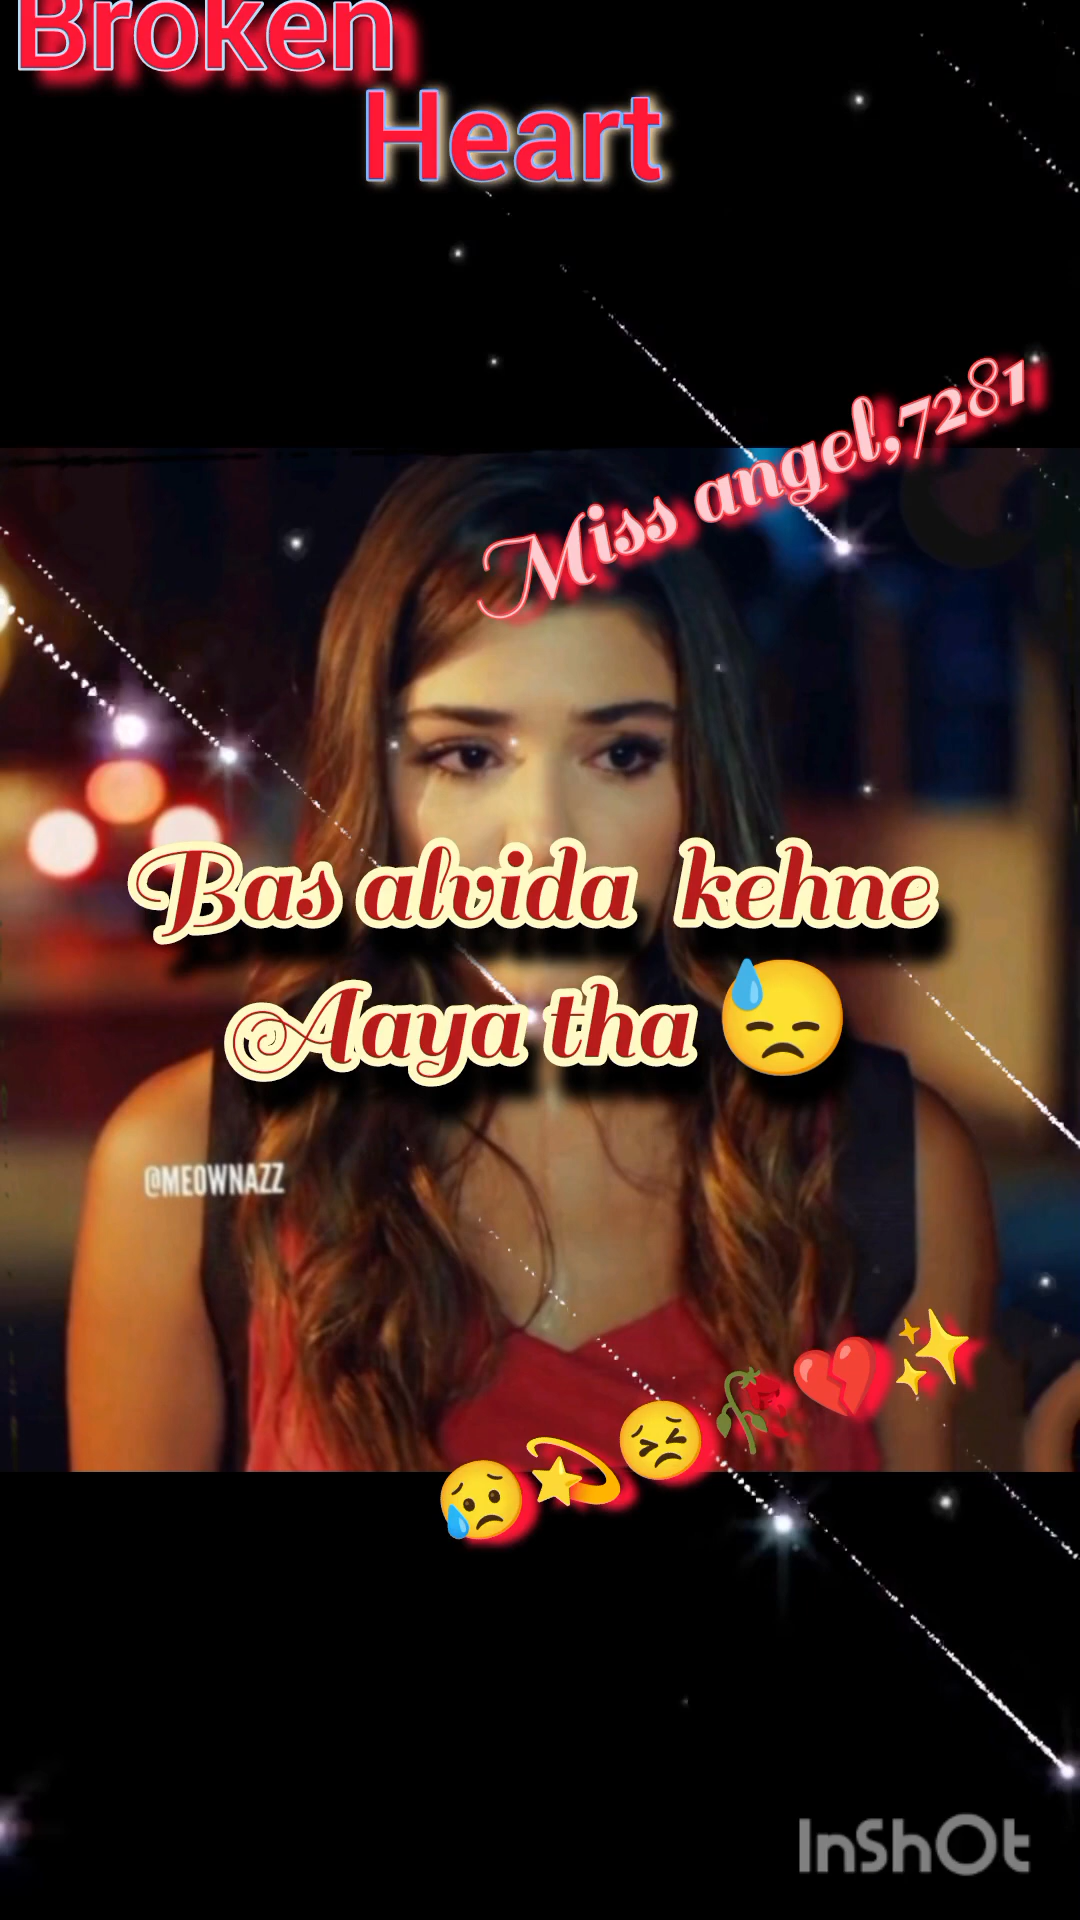 Broken
Heart
Miss angel,7281
Bas alvida kehne
Aaya tha 😓
@MEOWNAZZ
😥💫😣🥀💔✨
InShOt